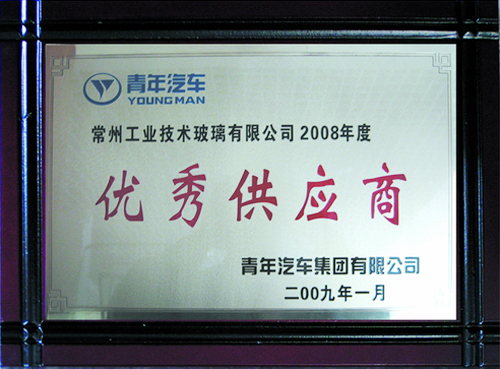 青年汽车
YOUNGMAN
常州工业技术玻璃有限公司 2008年度
优秀供应商
青年汽车集团有限公司
二00九年一月